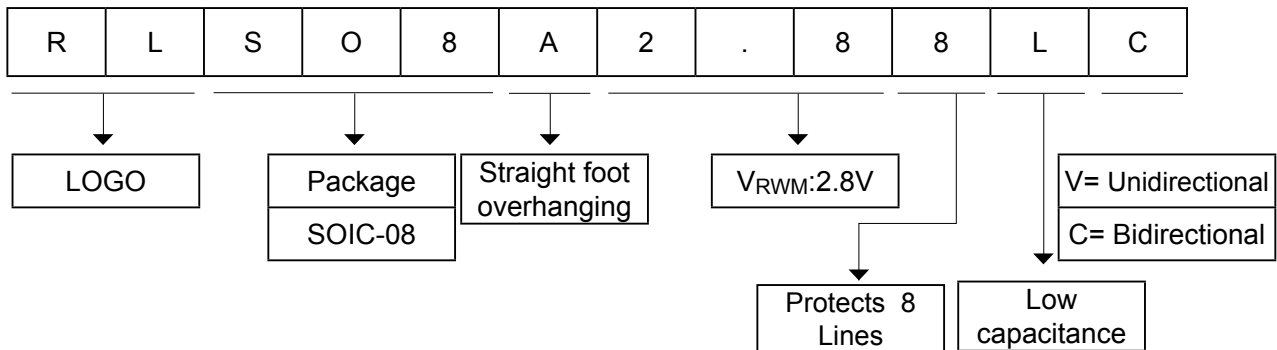 R L S O 8 A 2 . 8 8 L C
LOGO
Package
SOIC-08
Straight foot
overhanging
VRWM:2.8V
V= Unidirectional
C= Bidirectional
Protects 8
Lines
Low
capacitance